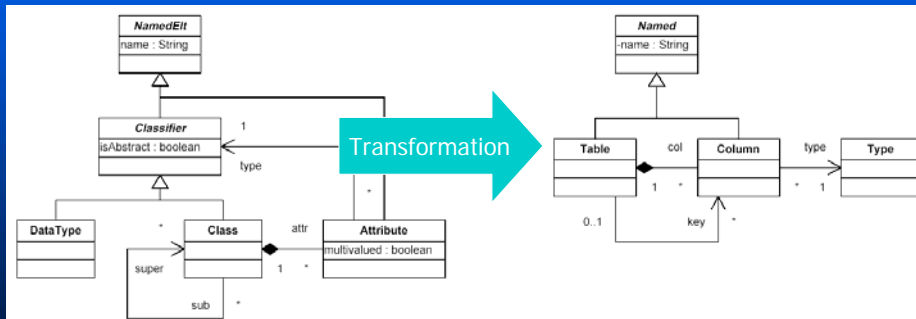 NamedElt
name : String
Classifier
isAbstract : boolean
1
type
*
DataType
*
Class
attr
Attribute
multivalued : boolean
1
*
super
sub
*
Transformation
Named
-name : String
Table
col
Column
type
Type
1
*
*
1
0..1
key
*